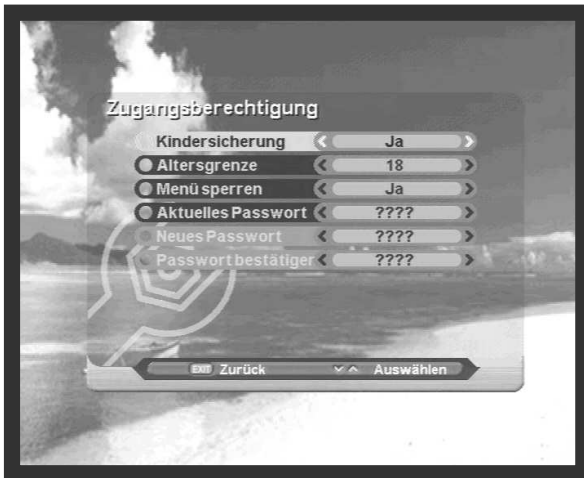 Zugangsberechtigung
Kindersicherung Ja
Altersgrenze 18
Menü sperren Ja
Aktuelles Passwort ????
Neues Passwort ????
Passwort bestätiger ????
EXIT Zurück Auswählen